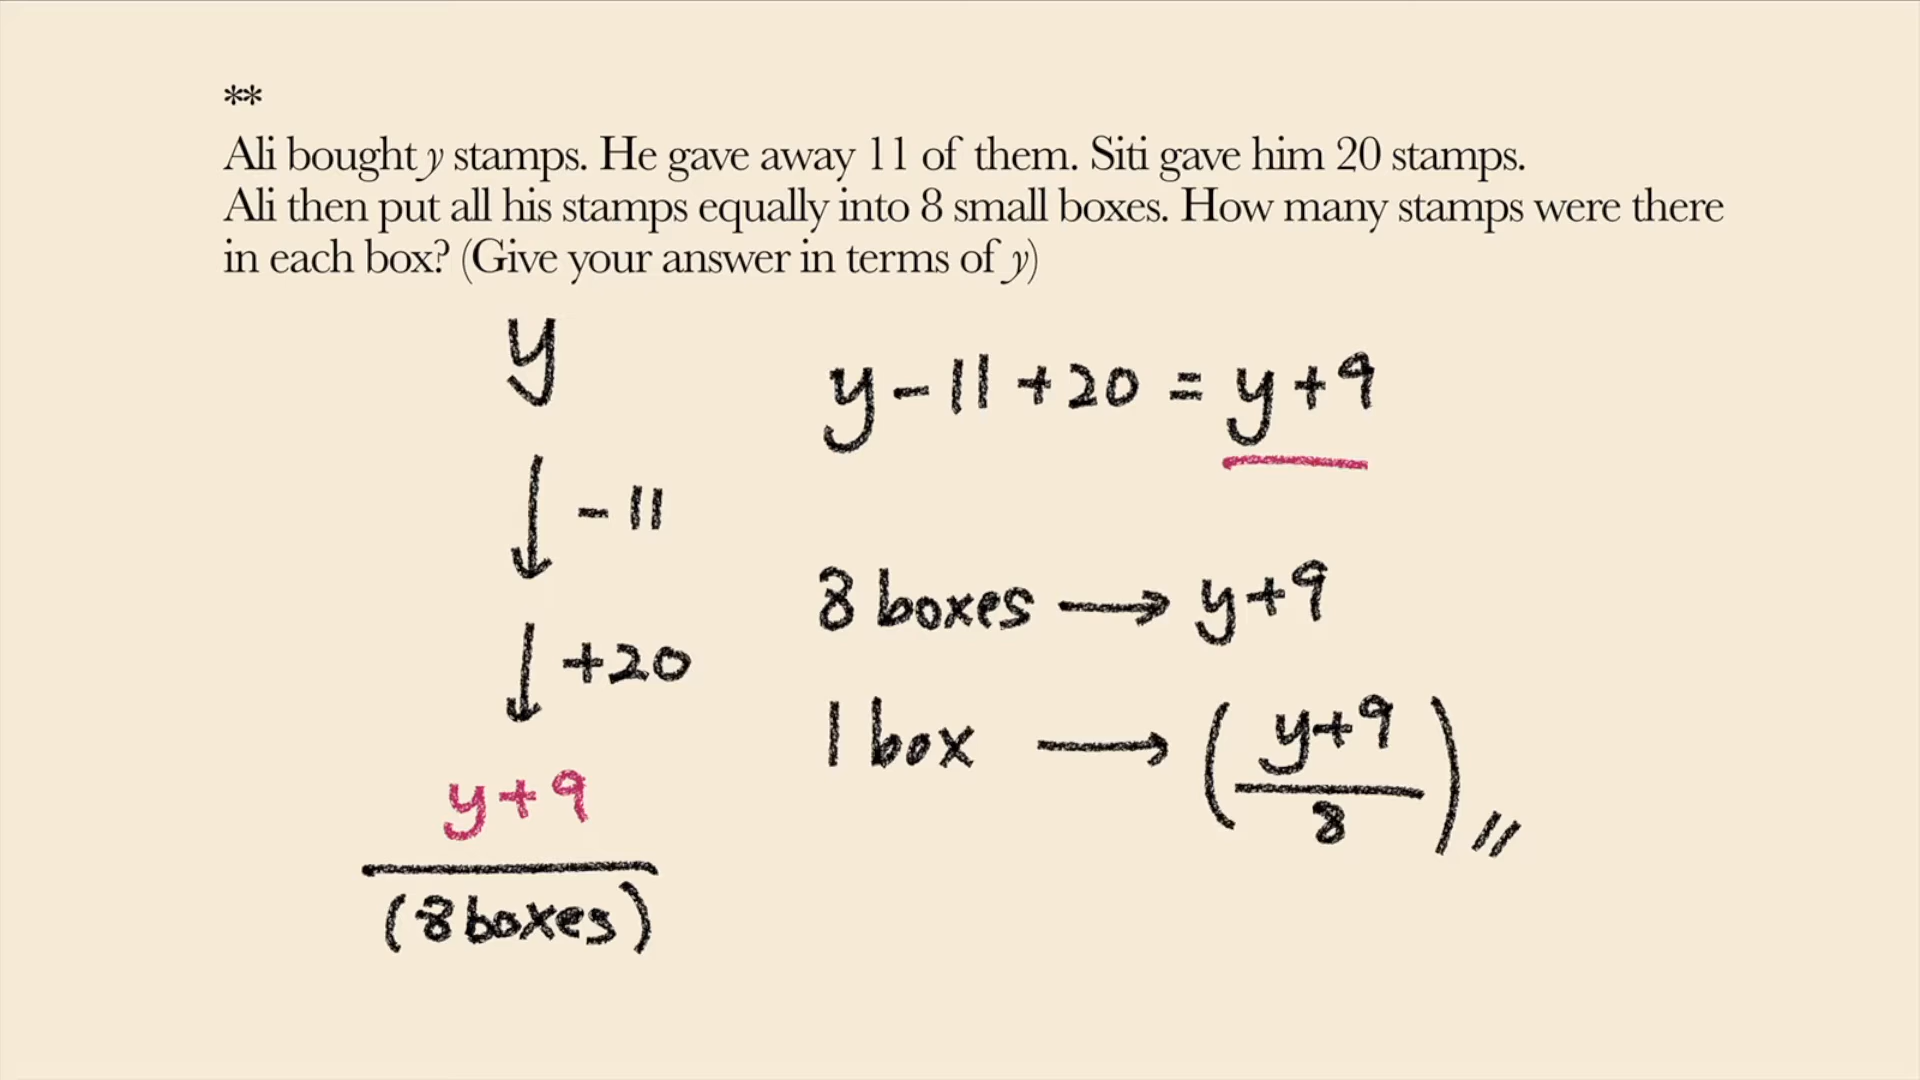 **
Ali bought y stamps. He gave away 11 of them. Siti gave him 20 stamps.
Ali then put all his stamps equally into 8 small boxes. How many stamps were there
in each box? (Give your answer in terms of y)
y
-11
+20
y+9
(8 boxes)
y-11+20 = y+9
8 boxes → y+9
1 box → (y+9
8)//